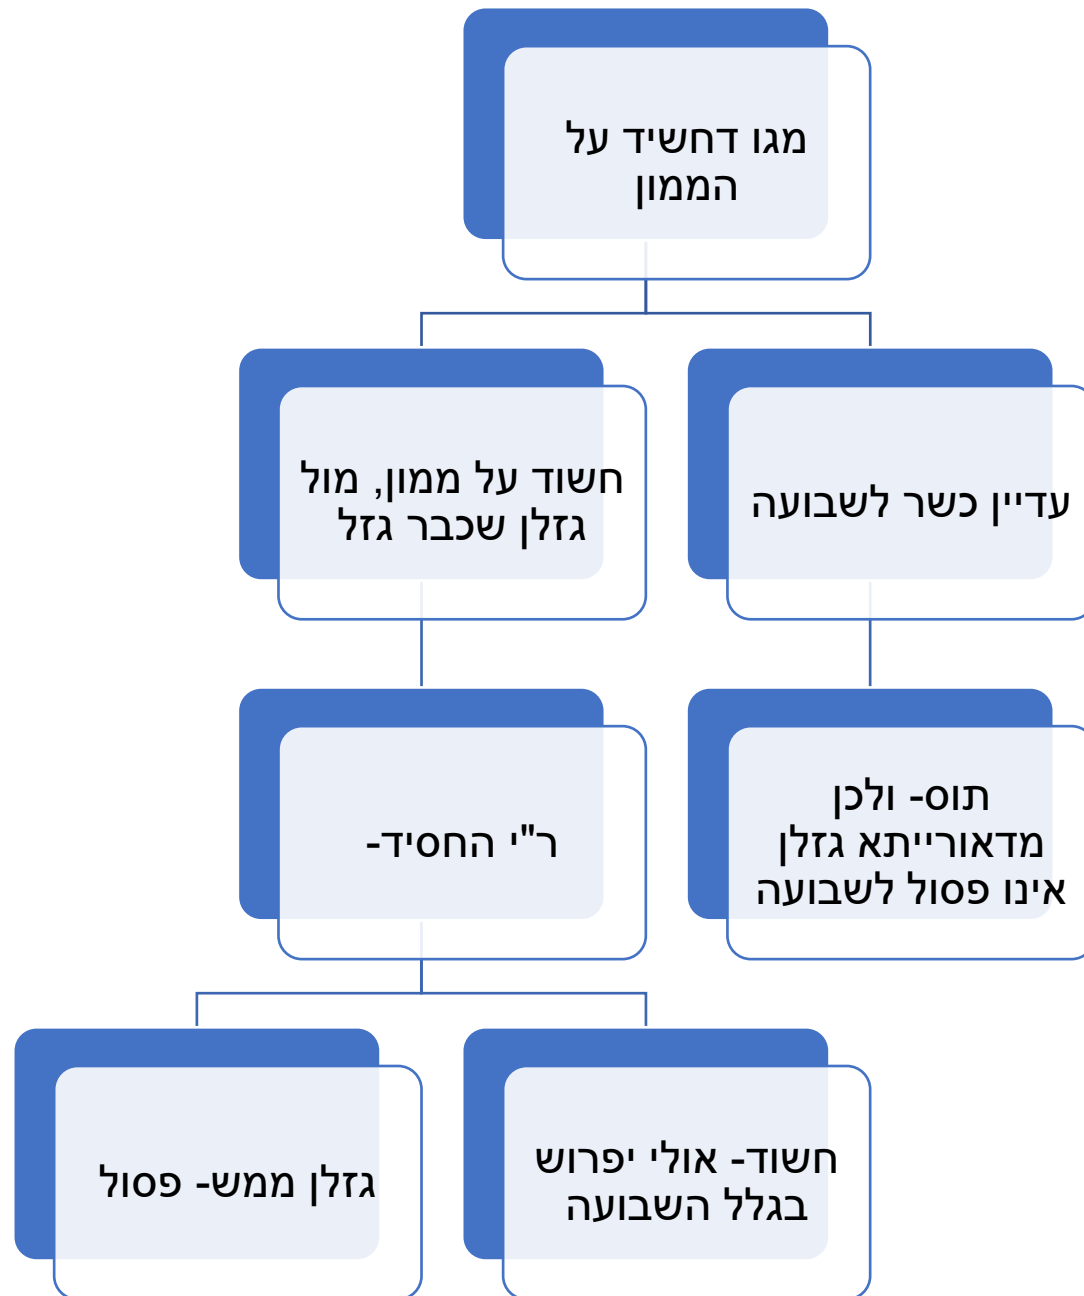 מגו דחשיד על
הממון
עדיין כשר לשבועה
חשוד על ממון, מול
גזלן שכבר גזל
תוס- ולכן
מדאורייתא גזלן
אינו פסול לשבועה
ר"י החסיד-
חשוד- אולי יפרוש
בגלל השבועה
גזלן ממש- פסול